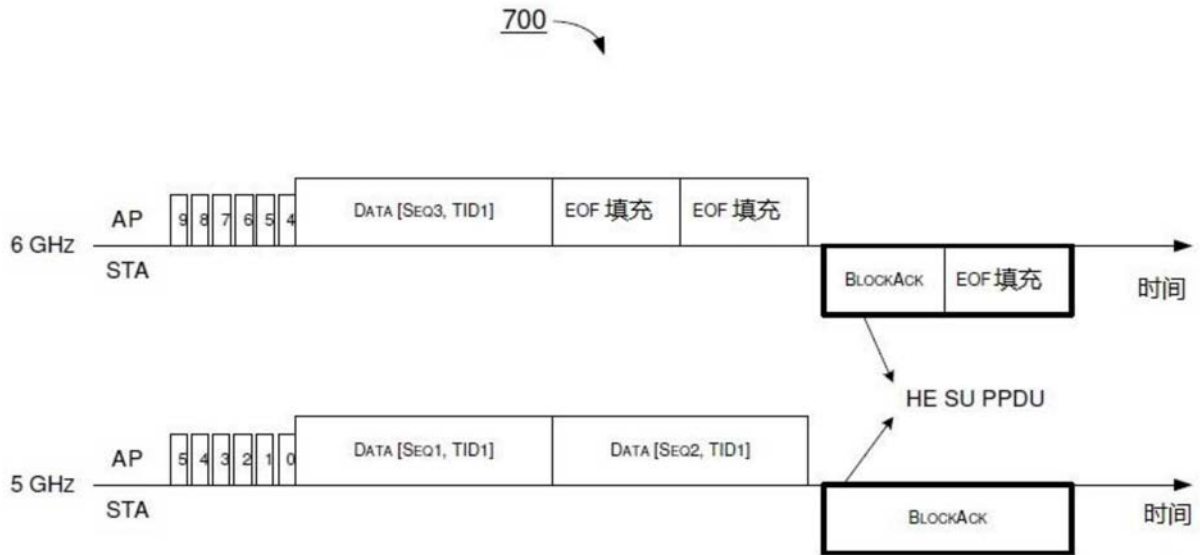 700
AP
9 8 7 6 5 4
DATA [SEQ3, TID1]
EOF 填充
EOF 填充
6 GHz
STA
BLOCKACK
EOF 填充
时间
HE SU PPDU
AP
5 4 3 2 1 0
DATA [SEQ1, TID1]
DATA [SEQ2, TID1]
5 GHz
STA
BLOCKACK
时间